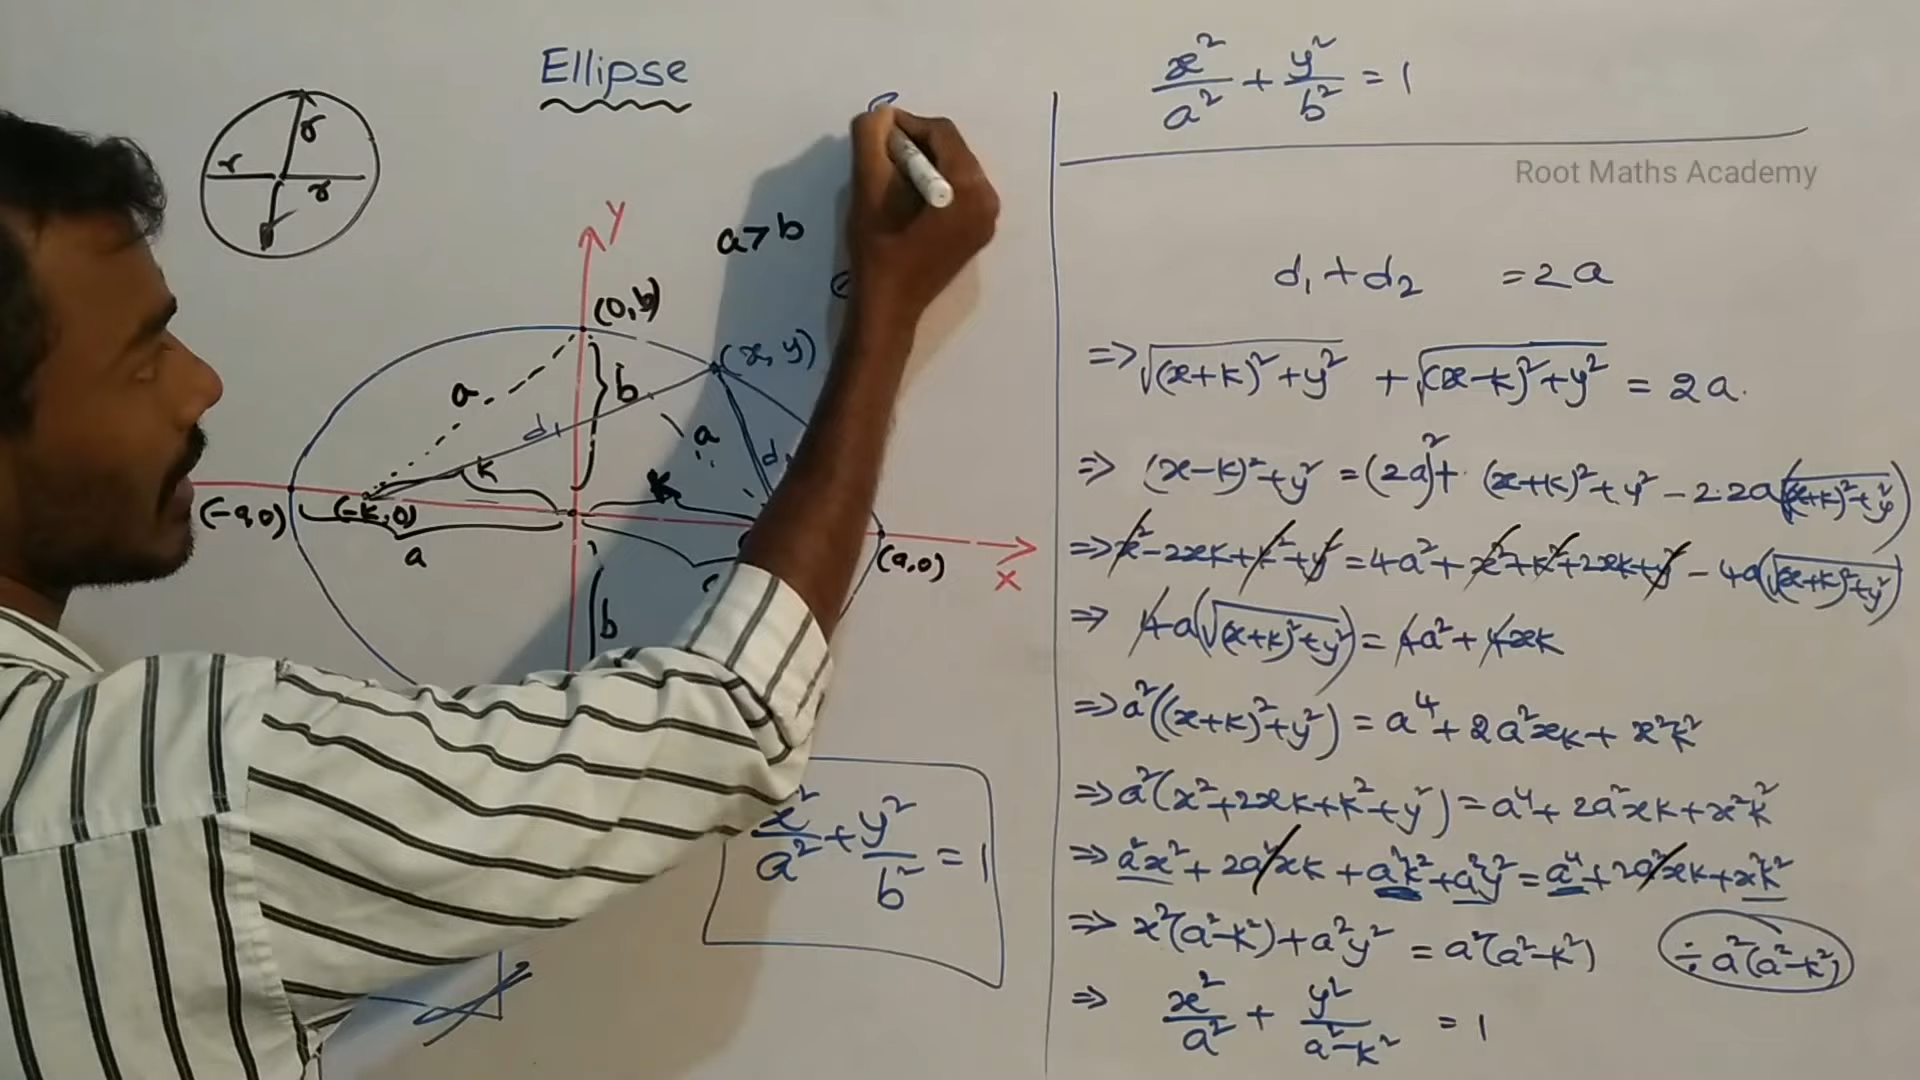 Ellipse
r
r
r
Y
a>b
(0,b)
(x,y)
a
b
d₁
a
k
k
(-a,0)
(-k,0)
a
(a,0)
X
b
x²/a² + y²/b² = 1
x²/a² + y²/b² = 1
Root Maths Academy
d₁+d₂ = 2a
⇒ √((x+k)²+y²) + √((x-k)²+y²) = 2a.
⇒ (x-k)²+y² = (2a)²+ (x+k)²+y² - 2.2a(√((x+k)²+y²))
⇒ x²-2xk+k²+y² = 4a²+x²+k²+2xk+y² - 4a(√((x+k)²+y²))
⇒ 4a(√((x+k)²+y²)) = 4a²+4xk
⇒ a²((x+k)²+y²) = a⁴+2a²xk+x²k²
⇒ a²(x²+2xk+k²+y²) = a⁴+2a²xk+x²k²
⇒ a²x²+2a²xk+a²k²+a²y² = a⁴+2a²xk+x²k²
⇒ x²(a²-k²)+a²y² = a²(a²-k²) ÷ a²(a²-k²)
⇒ x²/a² + y²/(a²-k²) = 1